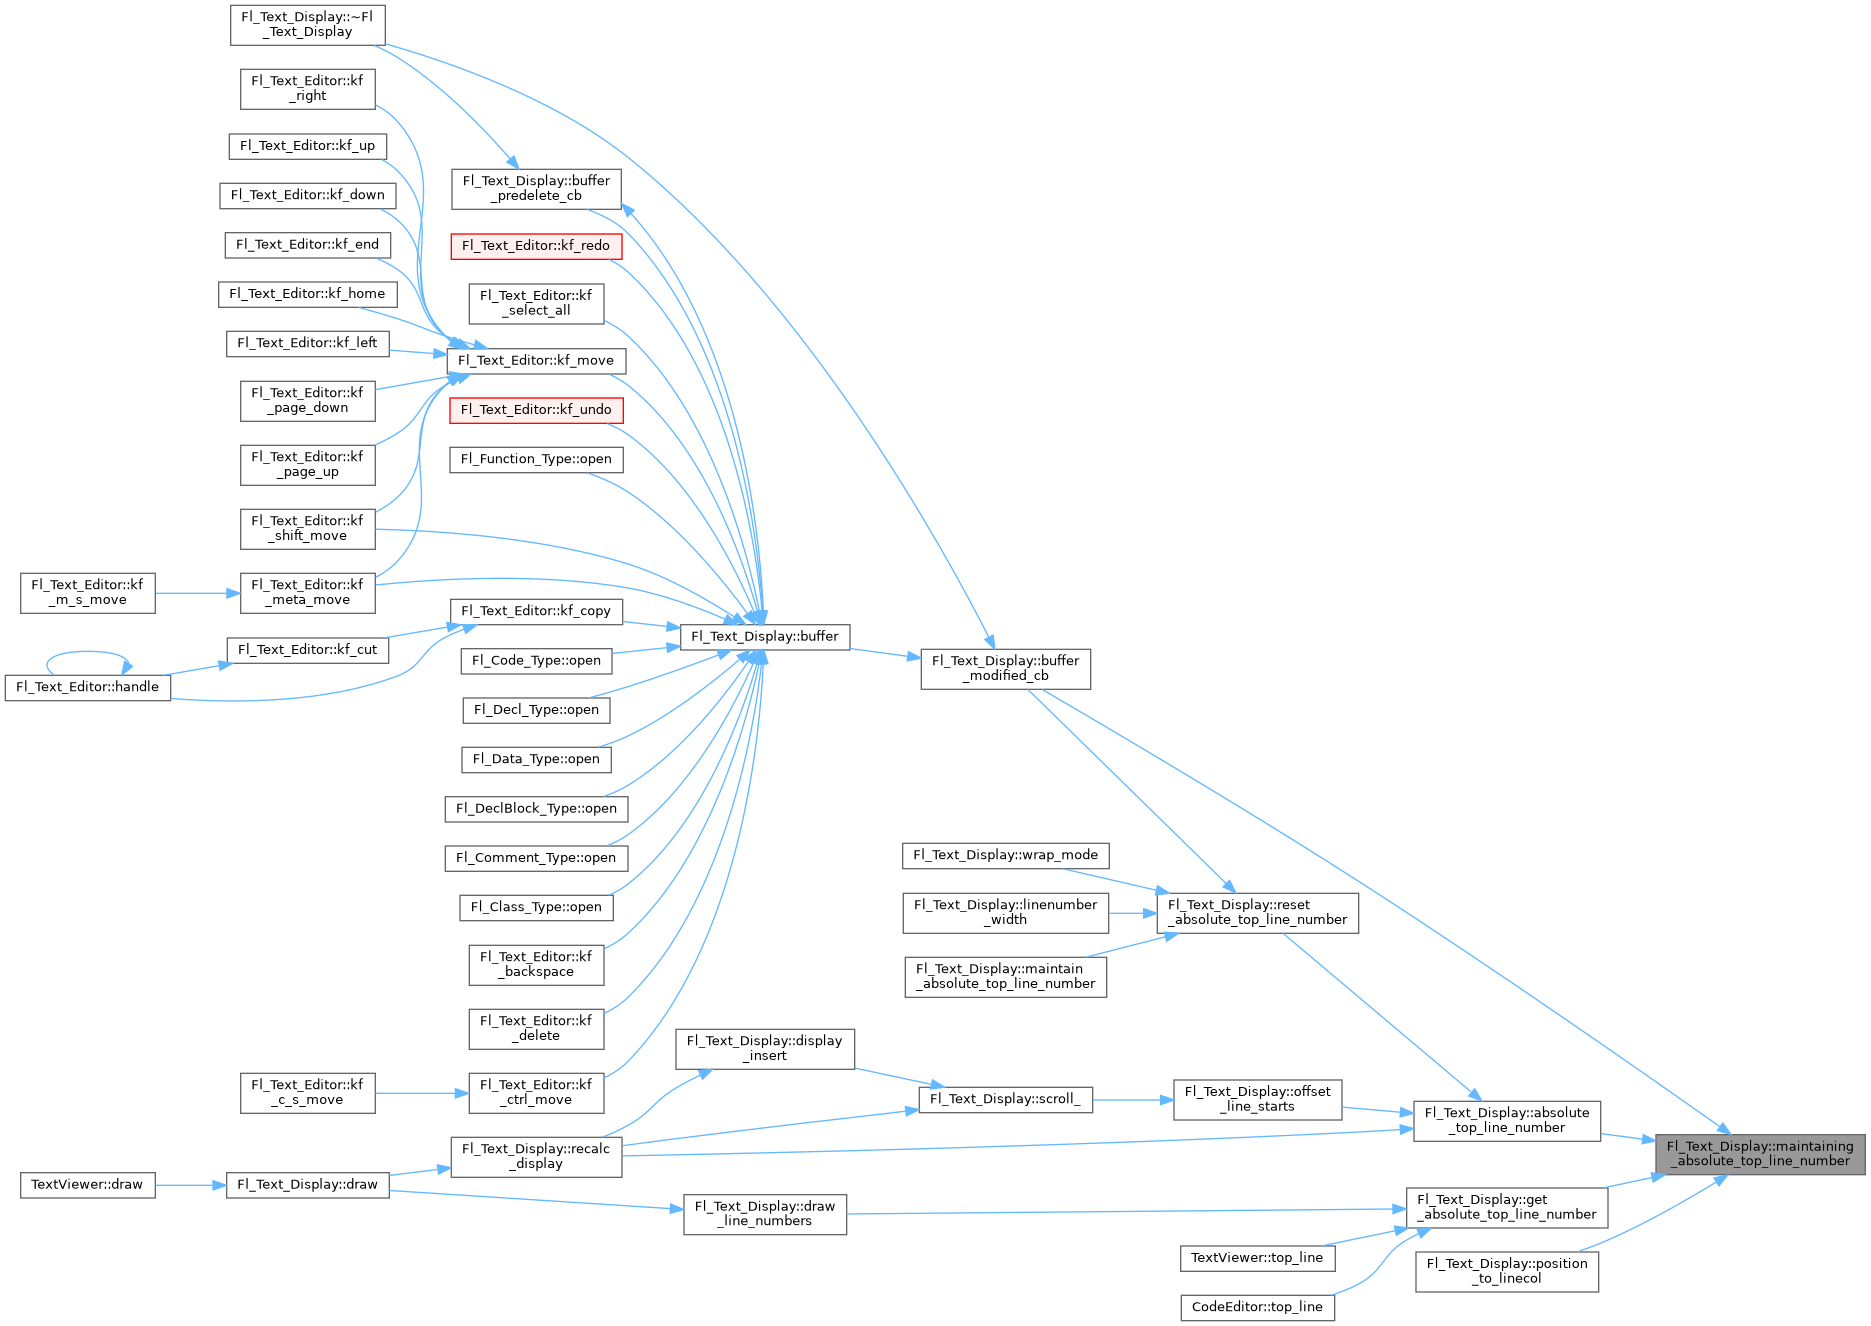 Fl_Text_Display::~Fl
_Text_Display
Fl_Text_Editor::kf
_right
Fl_Text_Editor::kf_up
Fl_Text_Editor::kf_down
Fl_Text_Editor::kf_end
Fl_Text_Editor::kf_home
Fl_Text_Editor::kf_left
Fl_Text_Editor::kf
_page_down
Fl_Text_Editor::kf
_page_up
Fl_Text_Editor::kf
_shift_move
Fl_Text_Editor::kf
_m_s_move
Fl_Text_Editor::kf
_meta_move
Fl_Text_Editor::kf_cut
Fl_Text_Editor::handle
Fl_Text_Editor::kf
_c_s_move
TextViewer::draw
Fl_Text_Display::draw
Fl_Text_Display::buffer
_predelete_cb
Fl_Text_Editor::kf_redo
Fl_Text_Editor::kf
_select_all
Fl_Text_Editor::kf_move
Fl_Text_Editor::kf_undo
Fl_Function_Type::open
Fl_Text_Editor::kf_copy
Fl_Code_Type::open
Fl_Decl_Type::open
Fl_Data_Type::open
Fl_DeclBlock_Type::open
Fl_Comment_Type::open
Fl_Class_Type::open
Fl_Text_Editor::kf
_backspace
Fl_Text_Editor::kf
_delete
Fl_Text_Editor::kf
_ctrl_move
Fl_Text_Display::recalc
_display
Fl_Text_Display::buffer
Fl_Text_Display::display
_insert
Fl_Text_Display::draw
_line_numbers
Fl_Text_Display::buffer
_modified_cb
Fl_Text_Display::wrap_mode
Fl_Text_Display::linenumber
_width
Fl_Text_Display::maintain
_absolute_top_line_number
Fl_Text_Display::scroll_
Fl_Text_Display::reset
_absolute_top_line_number
Fl_Text_Display::offset
_line_starts
TextViewer::top_line
CodeEditor::top_line
Fl_Text_Display::absolute
_top_line_number
Fl_Text_Display::get
_absolute_top_line_number
Fl_Text_Display::position
_to_linecol
Fl_Text_Display::maintaining
_absolute_top_line_number